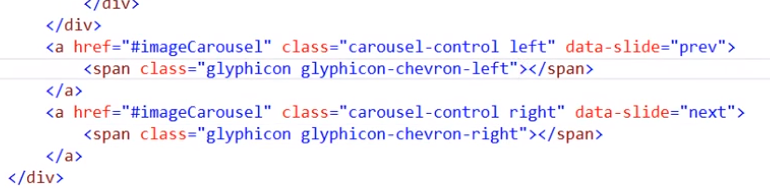 </div>
</div>
<a href="#imageCarousel" class="carousel-control left" data-slide="prev">
<span class="glyphicon glyphicon-chevron-left"></span>
</a>
<a href="#imageCarousel" class="carousel-control right" data-slide="next">
<span class="glyphicon glyphicon-chevron-right"></span>
</a>
</div>